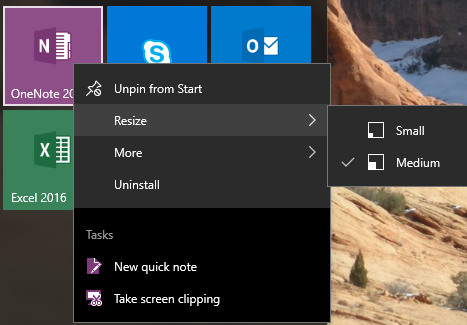 OneNote 20
Unpin from Start
Resize
Small
More
Medium
Uninstall
Excel 2016
Tasks
New quick note
Take screen clipping